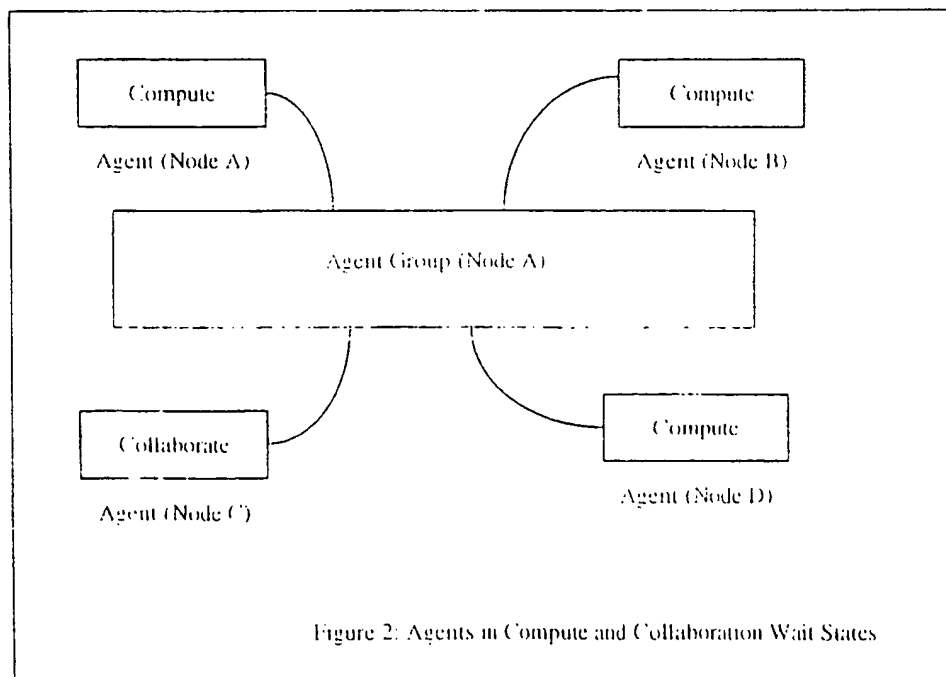 Compute
Compute
Agent (Node A)
Agent (Node B)
Agent Group (Node A)
Collaborate
Compute
Agent (Node C)
Agent (Node D)
Figure 2: Agents in Compute and Collaboration Wait States